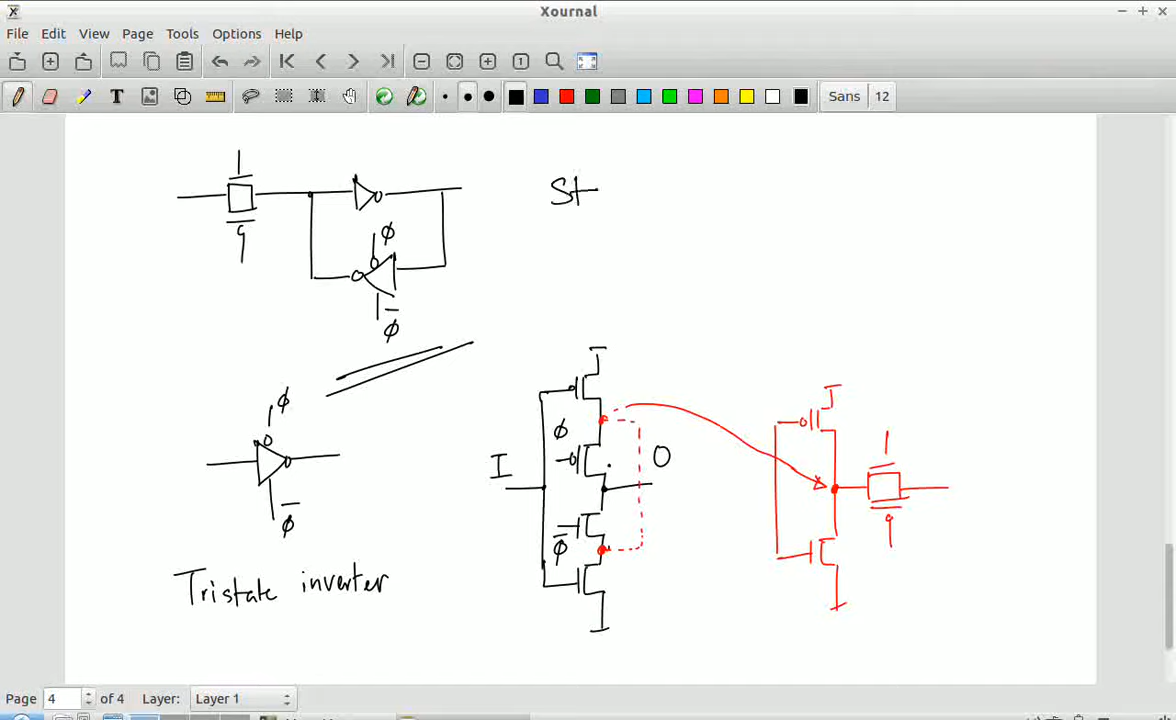 Xournal
File Edit View Page Tools Options Help
Sans 12
St
ϕ
ϕ̅
ϕ
ϕ̅
Tristate inverter
I
ϕ
ϕ̅
O
Page 4 of 4 Layer: Layer 1